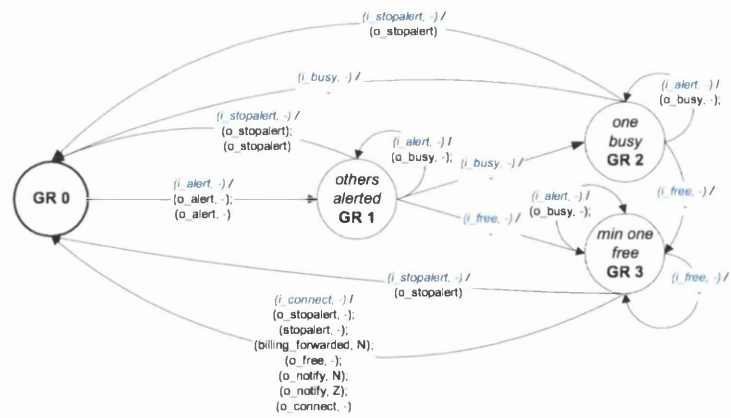 (i_stopalert, -) /
(o_stopalert)
(i_busy, -) /
-
(i_stopalert, -) /
(o_stopalert);
(o_stopalert)
(i_alert, -) /
(o_busy, -);
(i_alert, -) /
(o_busy, -);
one
busy
GR 2
(i_busy, -) /
-
GR 0
(i_alert, -) /
(o_alert, -);
(o_alert, -)
others
alerted
GR 1
(i_free, -) /
-
(i_alert, -) /
(o_busy, -);
(i_free, -) /
-
min one
free
GR 3
(i_free, -) /
-
(i_stopalert, -) /
(o_stopalert)
(i_connect, -) /
(o_stopalert, -);
(stopalert, -);
(billing_forwarded, N);
(o_free, -);
(o_notify, N);
(o_notify, Z);
(o_connect, -)